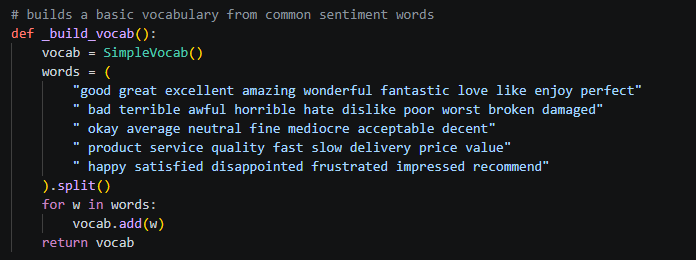 # builds a basic vocabulary from common sentiment words
def _build_vocab():
    vocab = SimpleVocab()
    words = (
        "good great excellent amazing wonderful fantastic love like enjoy perfect"
        " bad terrible awful horrible hate dislike poor worst broken damaged"
        " okay average neutral fine mediocre acceptable decent"
        " product service quality fast slow delivery price value"
        " happy satisfied disappointed frustrated impressed recommend"
    ).split()
    for w in words:
        vocab.add(w)
    return vocab